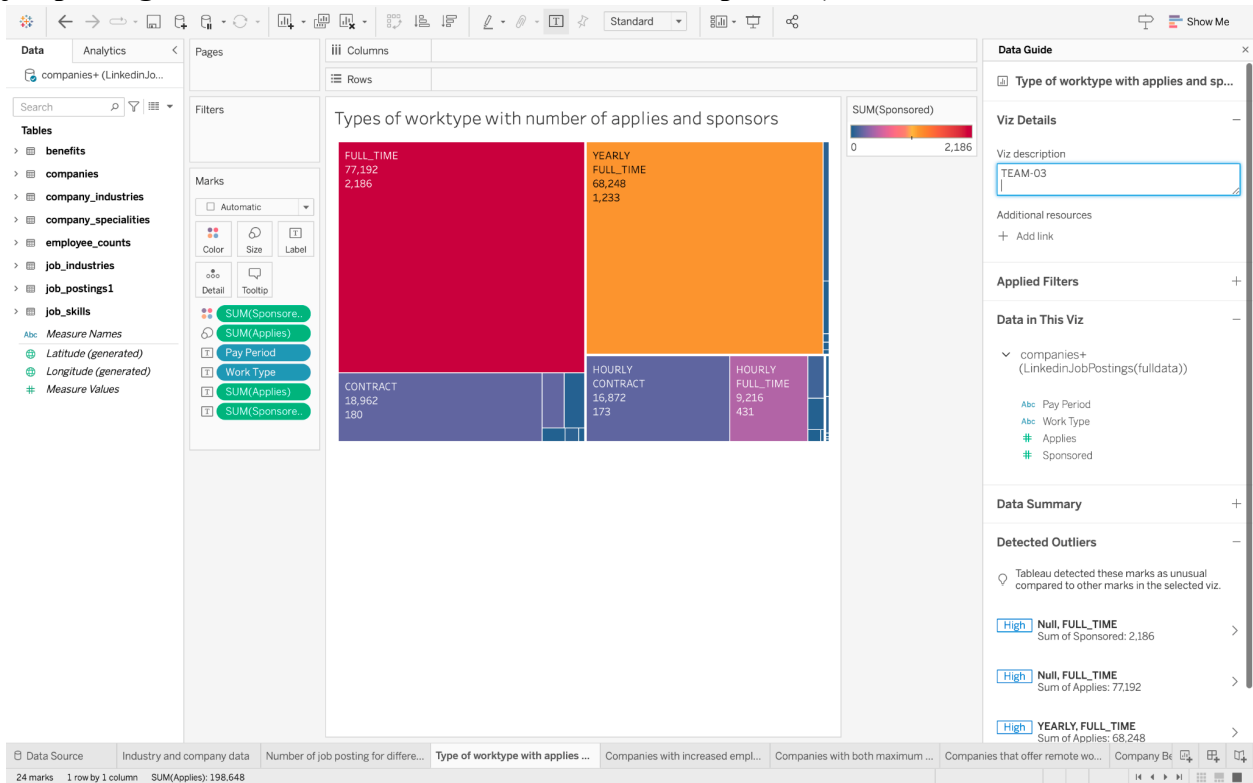 Standard
Show Me
Data
Analytics
companies+ (LinkedinJo...
Search
Tables
benefits
companies
company_industries
company_specialities
employee_counts
job_industries
job_postings1
job_skills
Abc Measure Names
Latitude (generated)
Longitude (generated)
# Measure Values
Pages
Filters
Marks
Automatic
Color Size Label
Detail Tooltip
SUM(Sponsore..
SUM(Applies)
Pay Period
Work Type
SUM(Applies)
SUM(Sponsore..
Columns
Rows
Types of worktype with number of applies and sponsors
FULL_TIME
77,192
2,186
YEARLY
FULL_TIME
68,248
1,233
CONTRACT
18,962
180
HOURLY
CONTRACT
16,872
173
HOURLY
FULL_TIME
9,216
431
SUM(Sponsored)
0 2,186
Data Guide
Type of worktype with applies and sp...
Viz Details
Viz description
TEAM-03
Additional resources
+ Add link
Applied Filters
Data in This Viz
companies+
(LinkedinJobPostings(fulldata))
Abc Pay Period
Abc Work Type
# Applies
# Sponsored
Data Summary
Detected Outliers
Tableau detected these marks as unusual
compared to other marks in the selected viz.
High Null, FULL_TIME
Sum of Sponsored: 2,186
High Null, FULL_TIME
Sum of Applies: 77,192
High YEARLY, FULL_TIME
Sum of Applies: 68,248
Data Source Industry and company data Number of job posting for differe... Type of worktype with applies ... Companies with increased empl... Companies with both maximum ... Companies that offer remote wo... Company Be
24 marks 1 row by 1 column SUM(Applies): 198,648